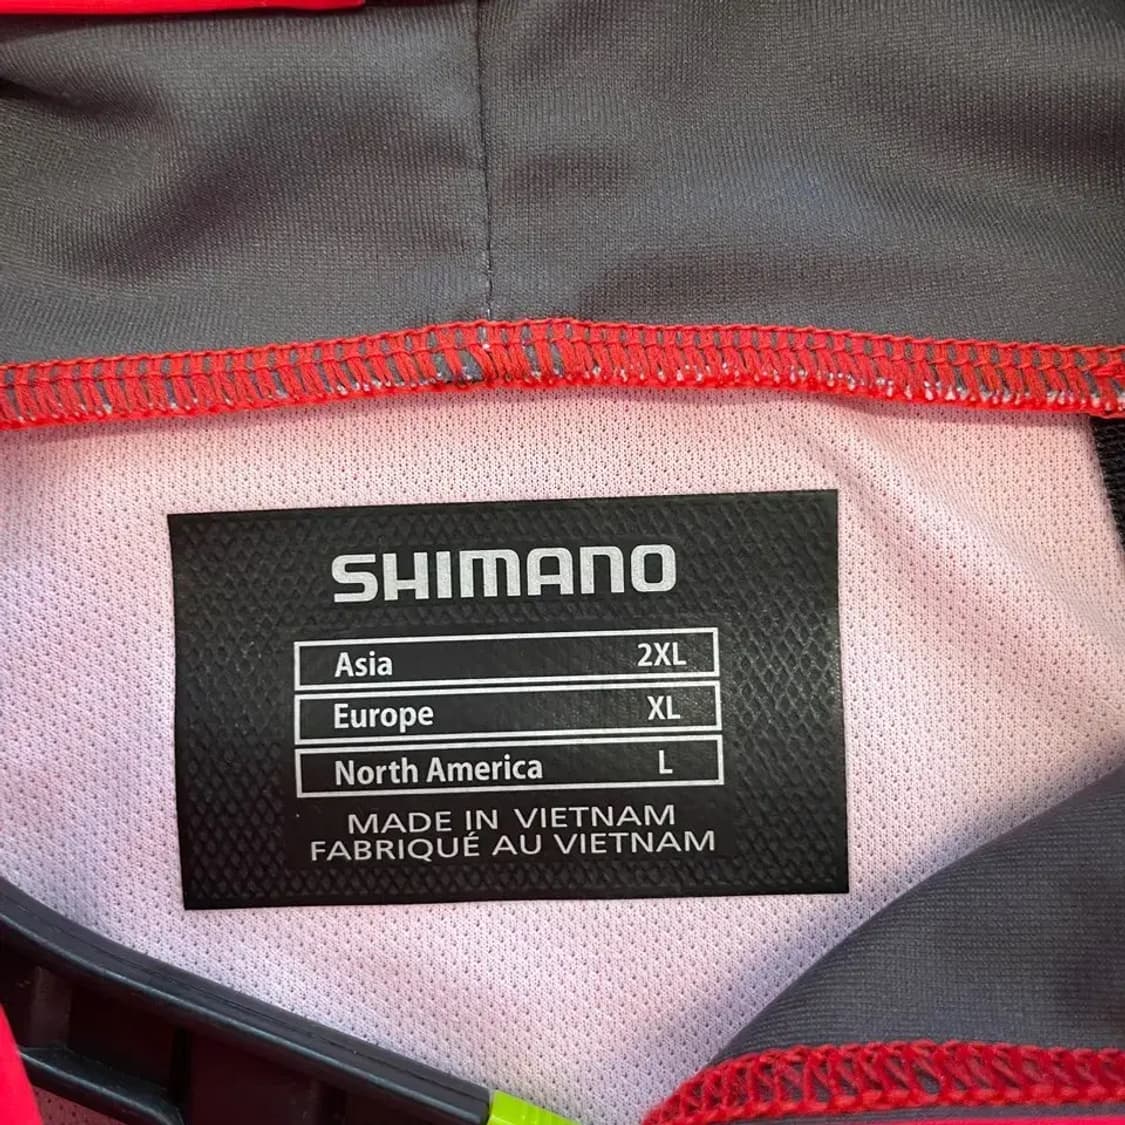 SHIMANO
Asia 2XL
Europe XL
North America L
MADE IN VIETNAM
FABRIQUÉ AU VIETNAM